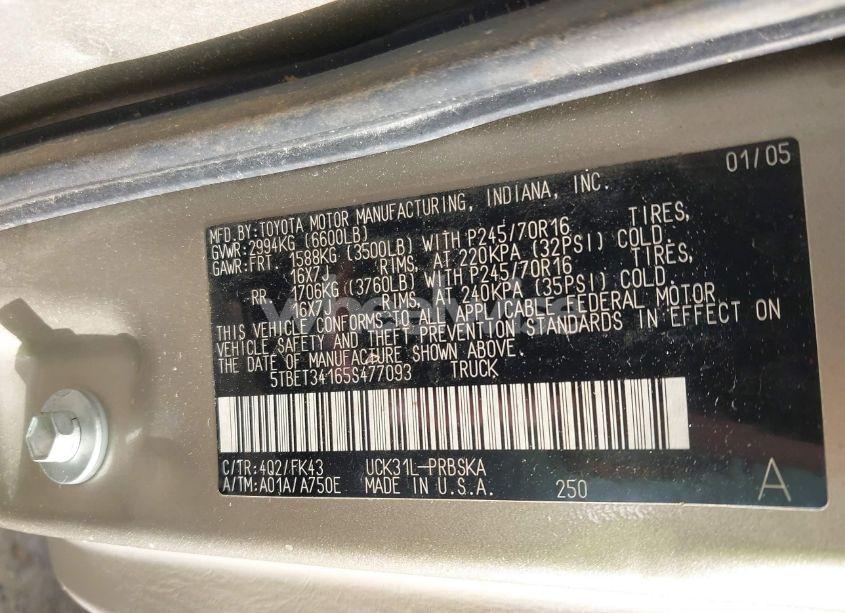 01/05
MFD.BY:TOYOTA MOTOR MANUFACTURING, INDIANA, INC.
GVWR:2994KG (6600LB)
GAWR:FRT 1588KG (3500LB) WITH P245/70R16 TIRES,
16X7J RIMS, AT 220KPA (32PSI) COLD.
RR 1706KG (3760LB) WITH P245/70R16 TIRES,
16X7J RIMS, AT 240KPA (35PSI) COLD.
THIS VEHICLE CONFORMS TO ALL APPLICABLE FEDERAL MOTOR
VEHICLE SAFETY AND THEFT PREVENTION STANDARDS IN EFFECT ON
THE DATE OF MANUFACTURE SHOWN ABOVE.
5TBET34165S477093 TRUCK
C/TR:4Q2/FK43 UCK31L-PRBSKA
A/TM:A01A/A750E MADE IN U.S.A. 250 A